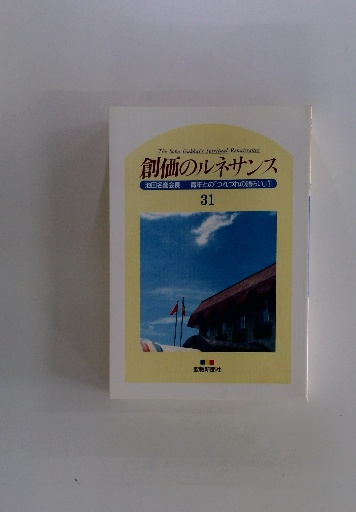 The Soka Gakkai's Spiritual Renaissance
創価のルネサンス
池田名誉会長 青年との「つれづれの語らい」1
31
聖教新聞社